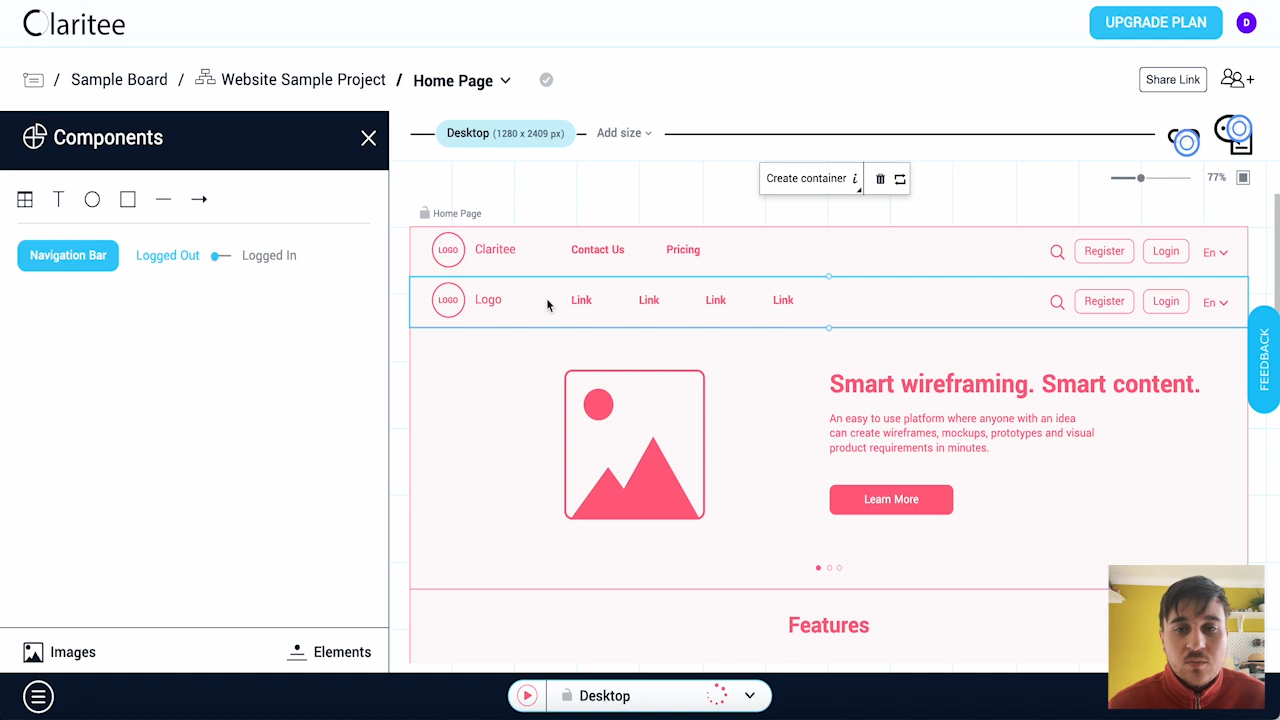 Claritee
UPGRADE PLAN
D
/ Sample Board / Website Sample Project / Home Page
Share Link
Components
Desktop (1280 x 2409 px)
Add size
Create container i
77%
Navigation Bar
Logged Out
Logged In
Home Page
LOGO Claritee Contact Us Pricing Register Login En
LOGO Logo Link Link Link Link Register Login En
FEEDBACK
Smart wireframing. Smart content.
An easy to use platform where anyone with an idea
can create wireframes, mockups, prototypes and visual
product requirements in minutes.
Learn More
Features
Images
Elements
Desktop